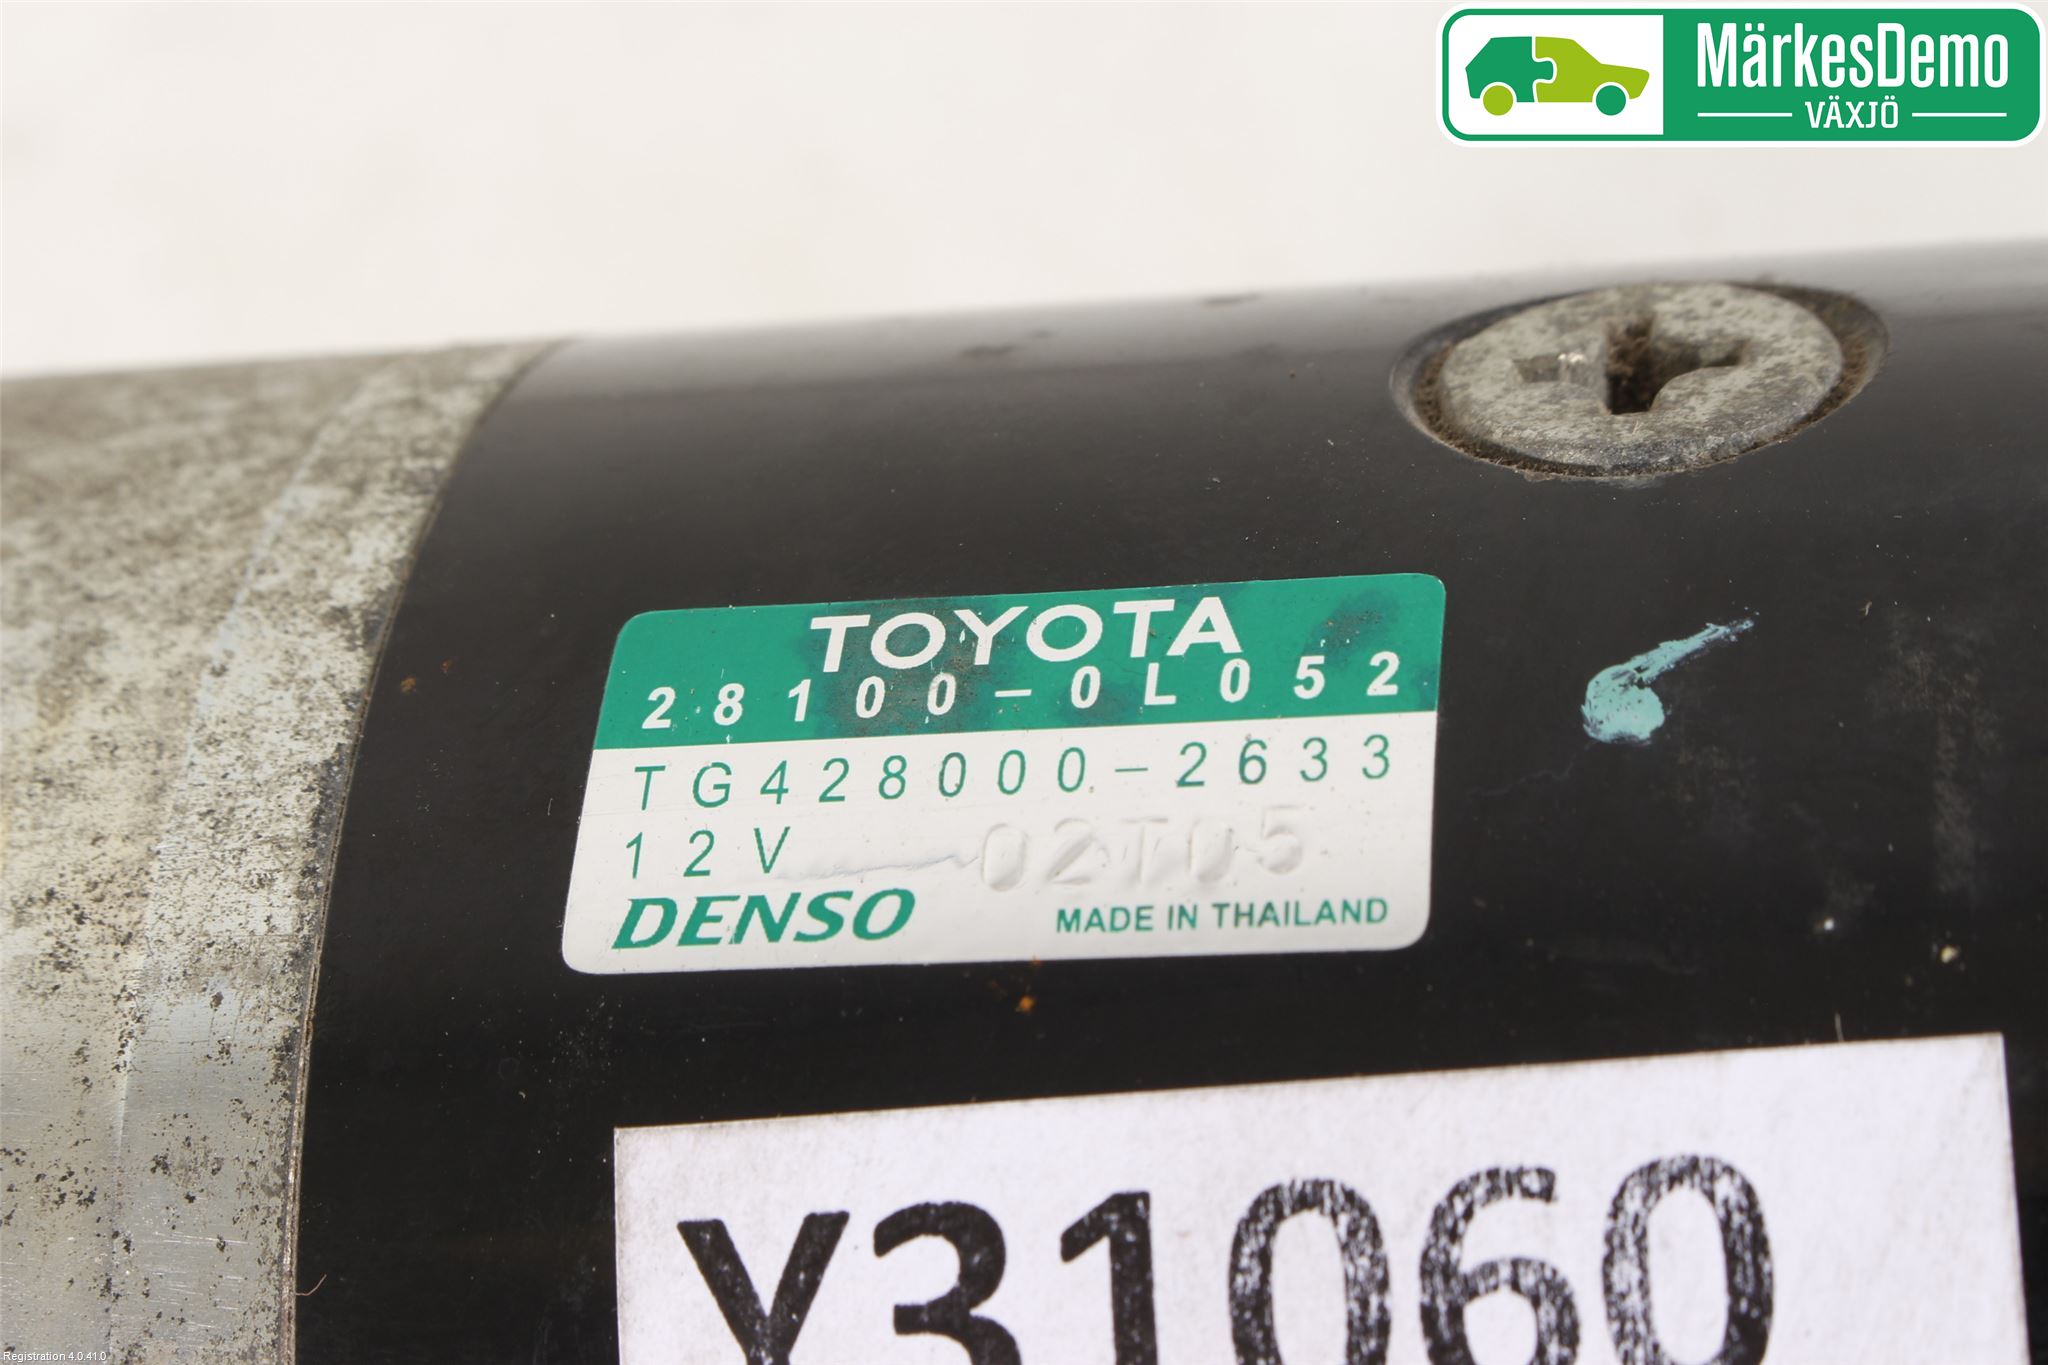 MärkesDemo
VÄXJÖ
TOYOTA
28100-0L052
TG428000-2633
12V 02T05
DENSO MADE IN THAILAND
Y31060
Registration 4.0.41.0